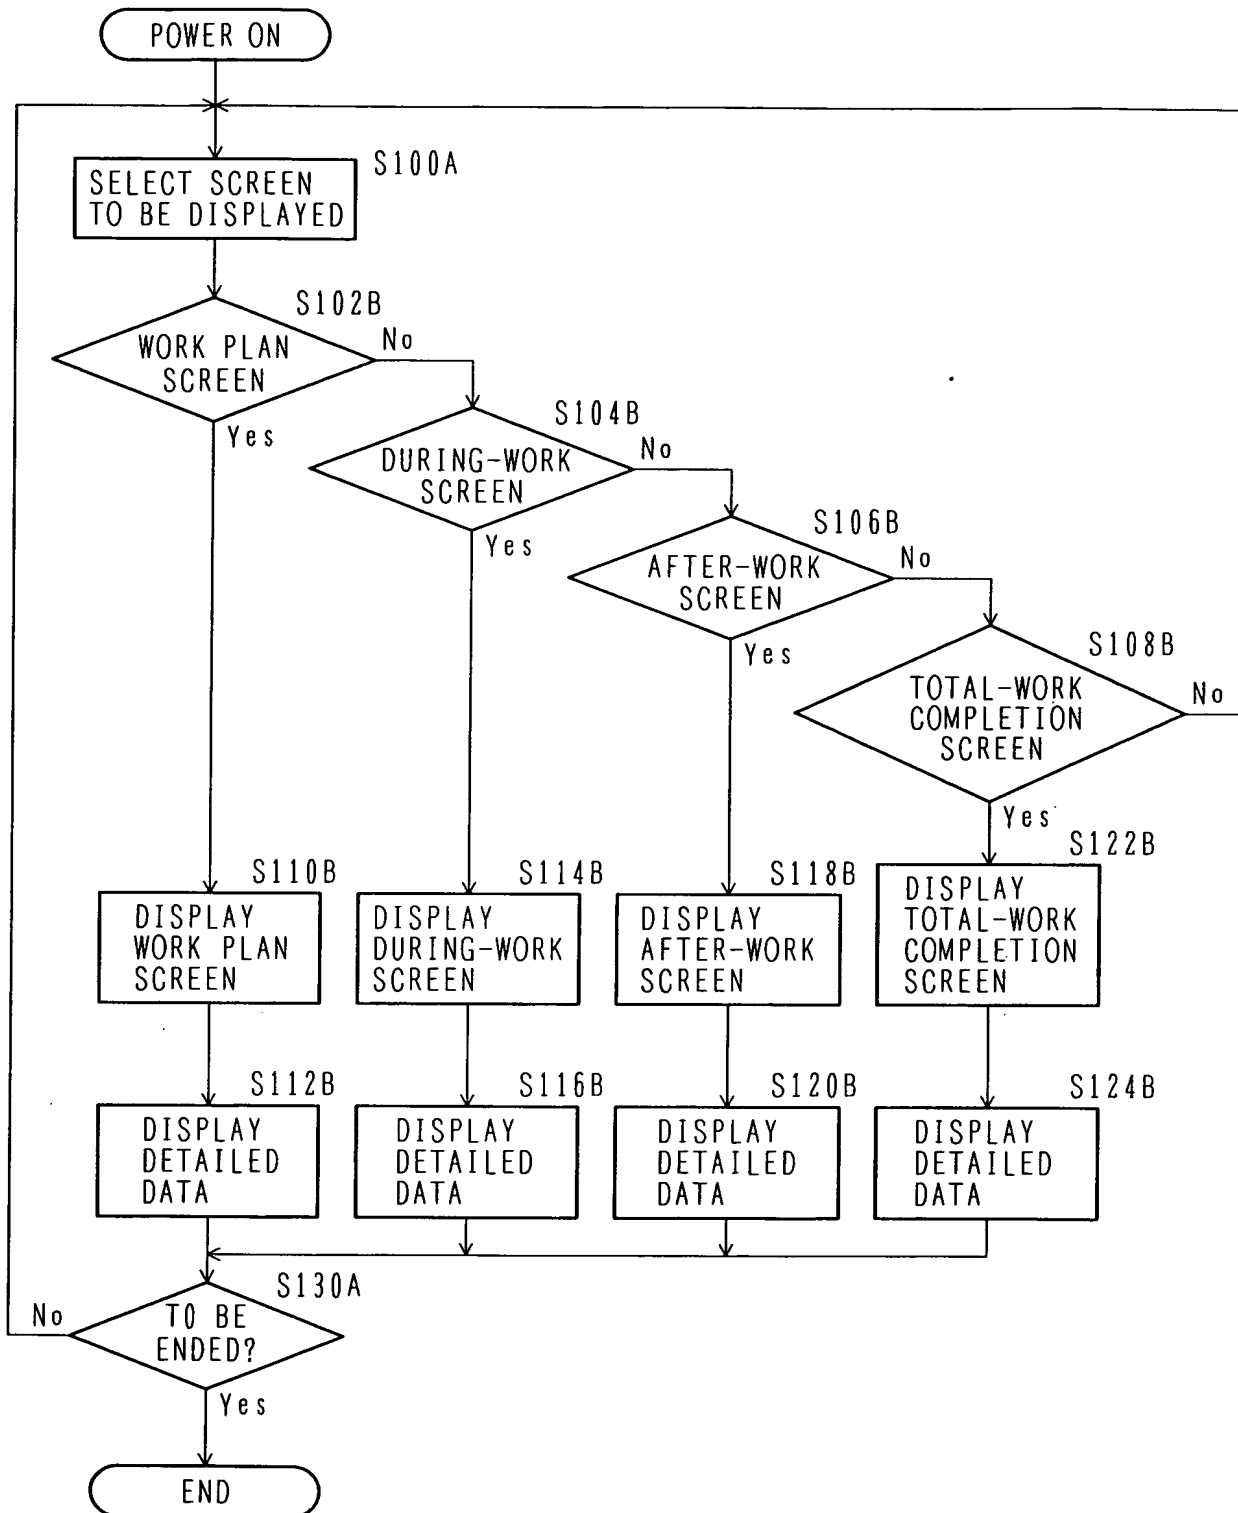 POWER ON
S100A
SELECT SCREEN
TO BE DISPLAYED
S102B
WORK PLAN
SCREEN
No
Yes
S104B
DURING-WORK
SCREEN
No
Yes
S106B
AFTER-WORK
SCREEN
No
Yes
S108B
TOTAL-WORK
COMPLETION
SCREEN
No
Yes
S110B
DISPLAY
WORK PLAN
SCREEN
S114B
DISPLAY
DURING-WORK
SCREEN
S118B
DISPLAY
AFTER-WORK
SCREEN
S122B
DISPLAY
TOTAL-WORK
COMPLETION
SCREEN
S112B
DISPLAY
DETAILED
DATA
S116B
DISPLAY
DETAILED
DATA
S120B
DISPLAY
DETAILED
DATA
S124B
DISPLAY
DETAILED
DATA
S130A
TO BE
ENDED?
No
Yes
END